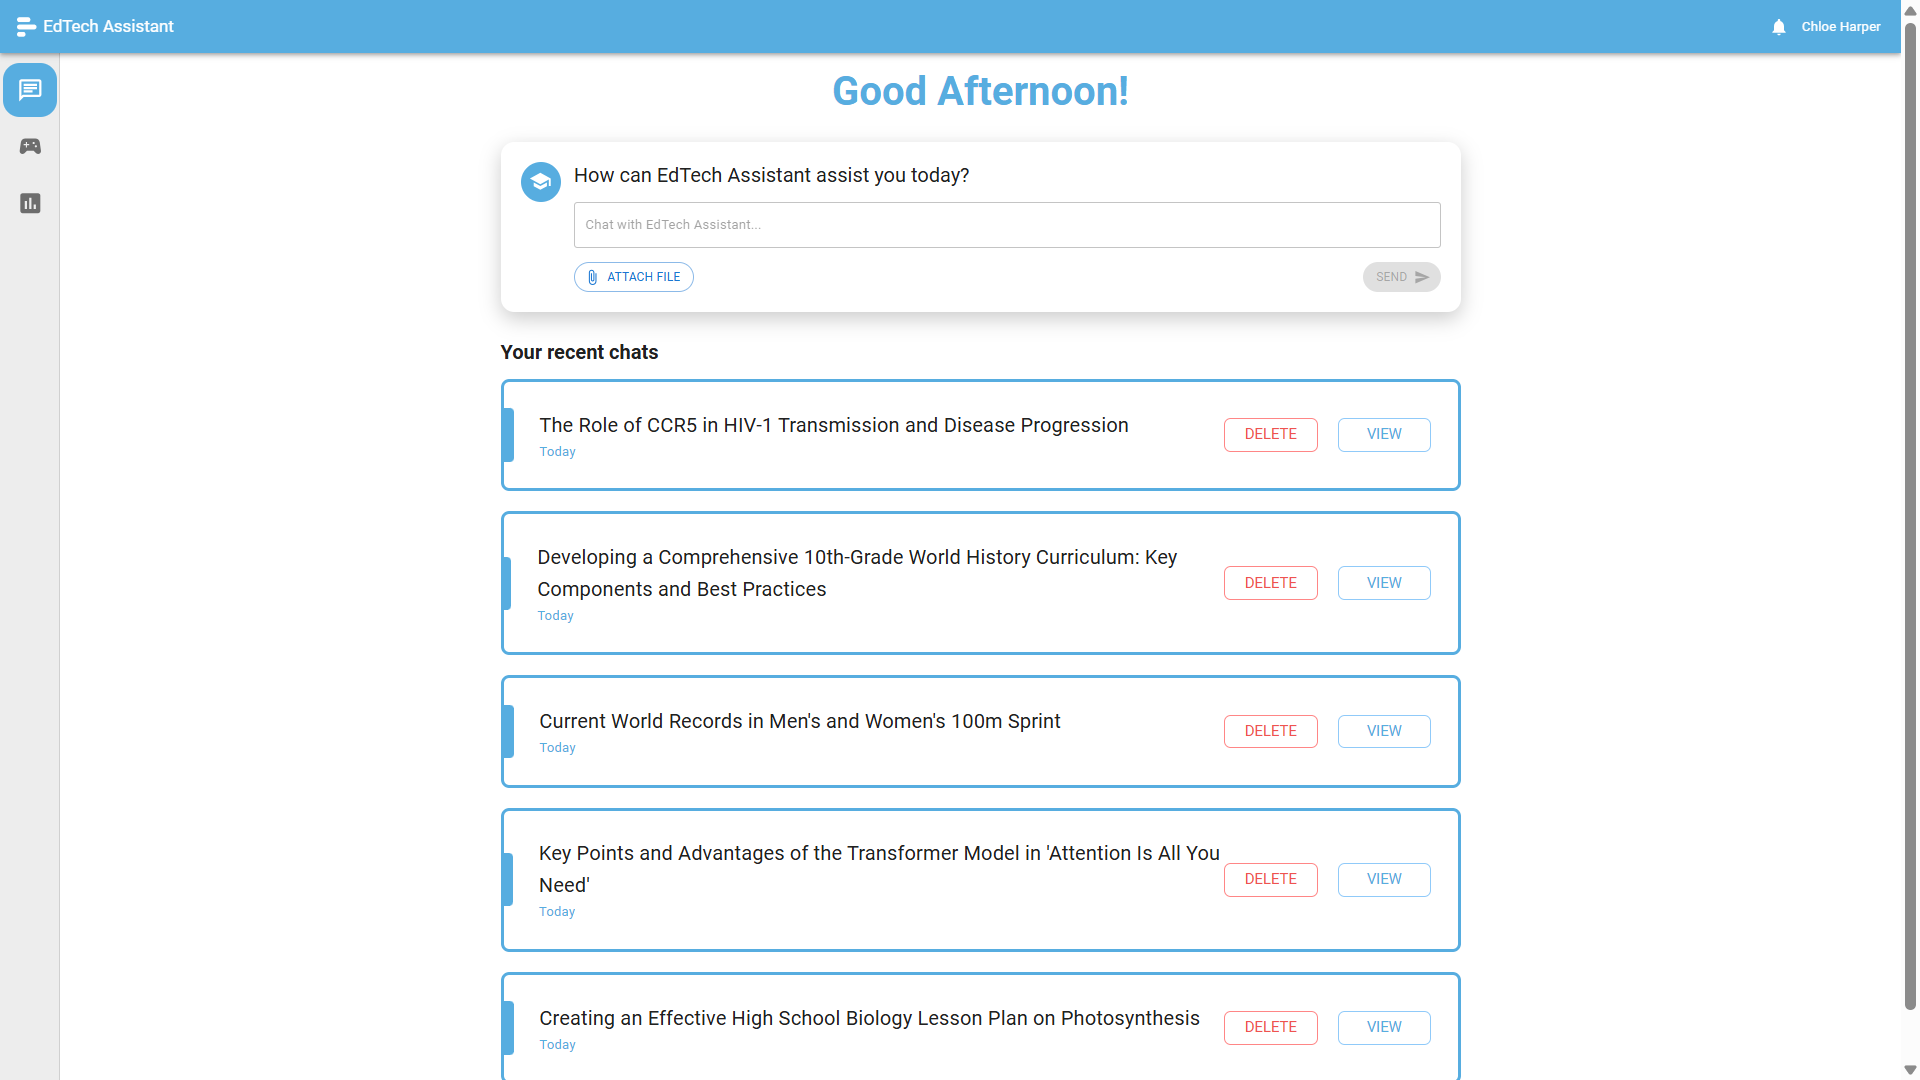 EdTech Assistant
Chloe Harper
Good Afternoon!
How can EdTech Assistant assist you today?
Chat with EdTech Assistant...
ATTACH FILE
SEND
Your recent chats
The Role of CCR5 in HIV-1 Transmission and Disease Progression
Today
DELETE
VIEW
Developing a Comprehensive 10th-Grade World History Curriculum: Key
Components and Best Practices
Today
DELETE
VIEW
Current World Records in Men's and Women's 100m Sprint
Today
DELETE
VIEW
Key Points and Advantages of the Transformer Model in 'Attention Is All You
Need'
Today
DELETE
VIEW
Creating an Effective High School Biology Lesson Plan on Photosynthesis
Today
DELETE
VIEW